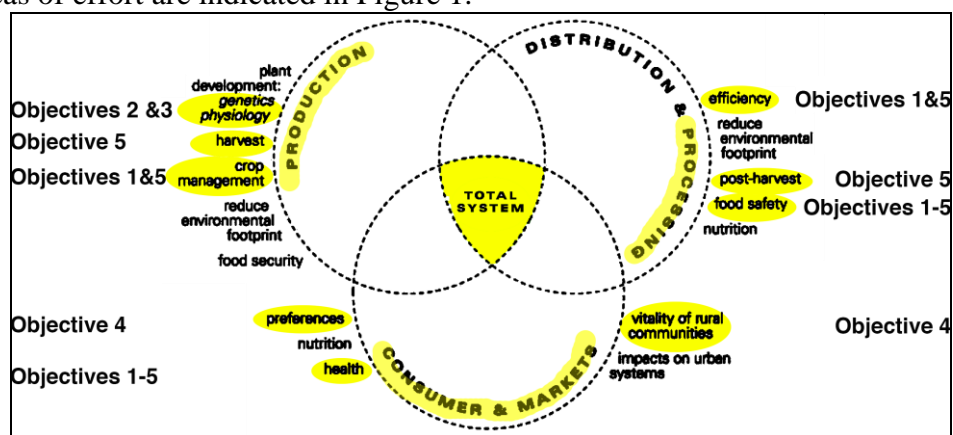 eas of effort are indicated in Figure 1.
PRODUCTION
DISTRIBUTION & PROCESSING
plant
development:
genetics
physiology
Objectives 2 &3
harvest
Objective 5
crop
management
Objectives 1&5
reduce
environmental
footprint
food security
efficiency
Objectives 1&5
reduce
environmental
footprint
post-harvest
Objective 5
food safety
Objectives 1-5
nutrition
TOTAL
SYSTEM
Objective 4
preferences
nutrition
health
Objectives 1-5
vitality of rural
communities
Objective 4
impacts on urban
systems
CONSUMER & MARKETS